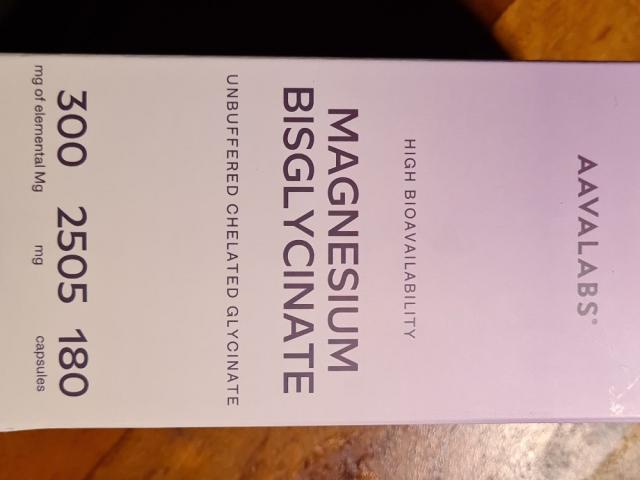 AAVALABS®
HIGH BIOAVAILABILITY
MAGNESIUM
BISGLYCINATE
UNBUFFERED CHELATED GLYCINATE
300 2505 180
mg of elemental Mg mg capsules